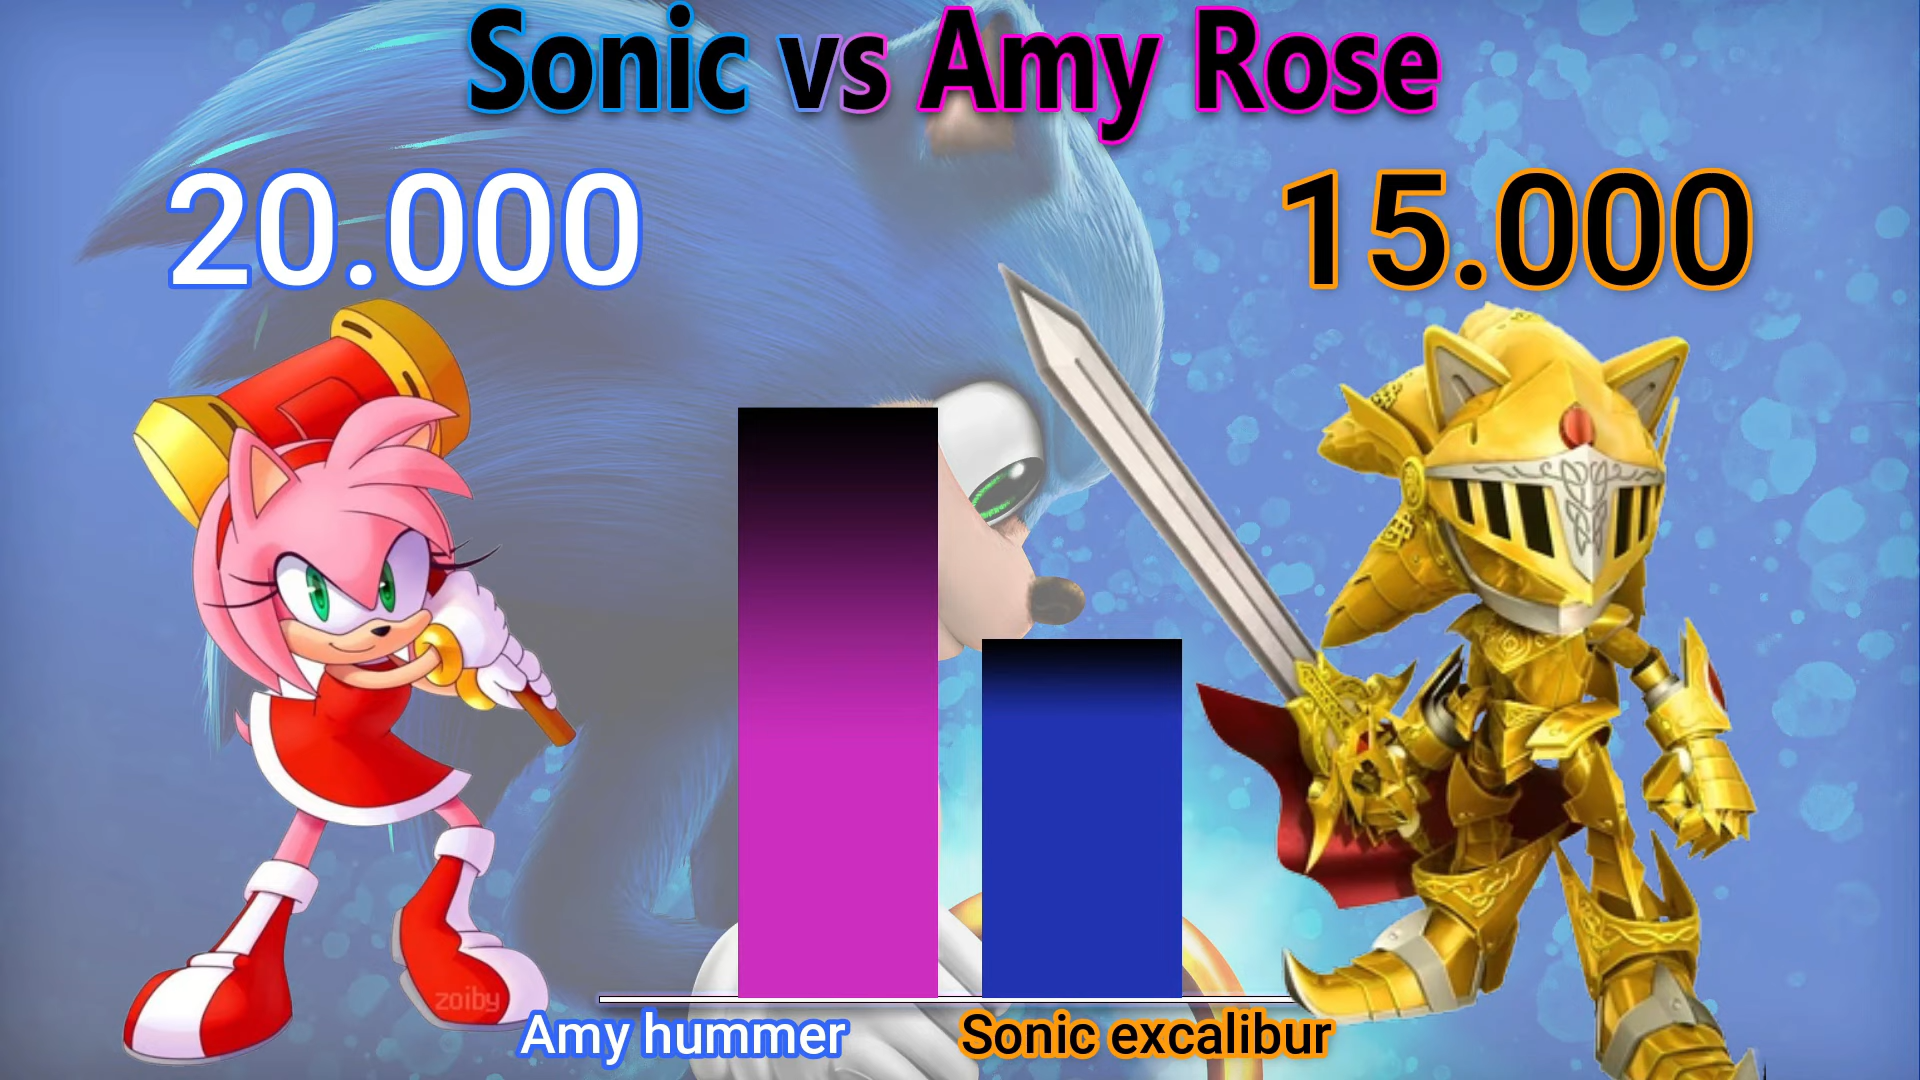 Sonic vs Amy Rose
20.000
15.000
zoiby
Amy hummer
Sonic excalibur